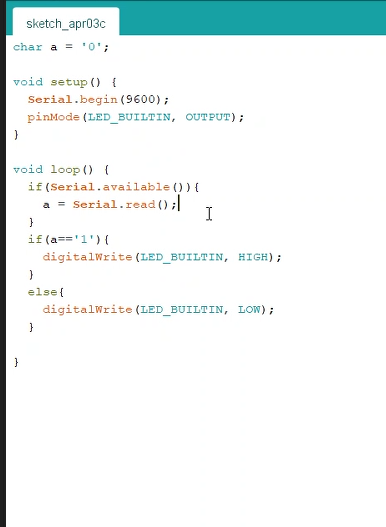 sketch_apr03c
char a = '0';
void setup() {
Serial.begin(9600);
pinMode(LED_BUILTIN, OUTPUT);
}
void loop() {
if(Serial.available()){
a = Serial.read();
}
if(a=='1'){
digitalWrite(LED_BUILTIN, HIGH);
}
else{
digitalWrite(LED_BUILTIN, LOW);
}
}